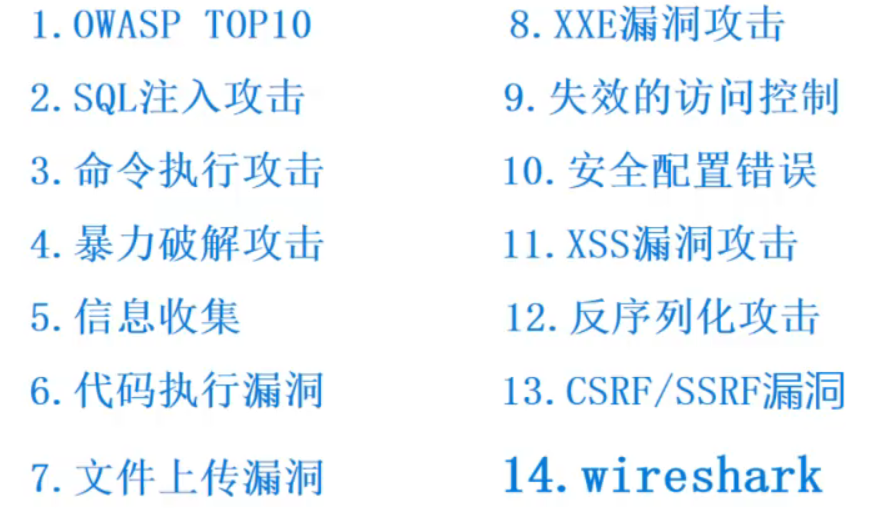 1. OWASP TOP10
2. SQL注入攻击
3. 命令执行攻击
4. 暴力破解攻击
5. 信息收集
6. 代码执行漏洞
7. 文件上传漏洞
8. XXE漏洞攻击
9. 失效的访问控制
10. 安全配置错误
11. XSS漏洞攻击
12. 反序列化攻击
13. CSRF/SSRF漏洞
14. wireshark